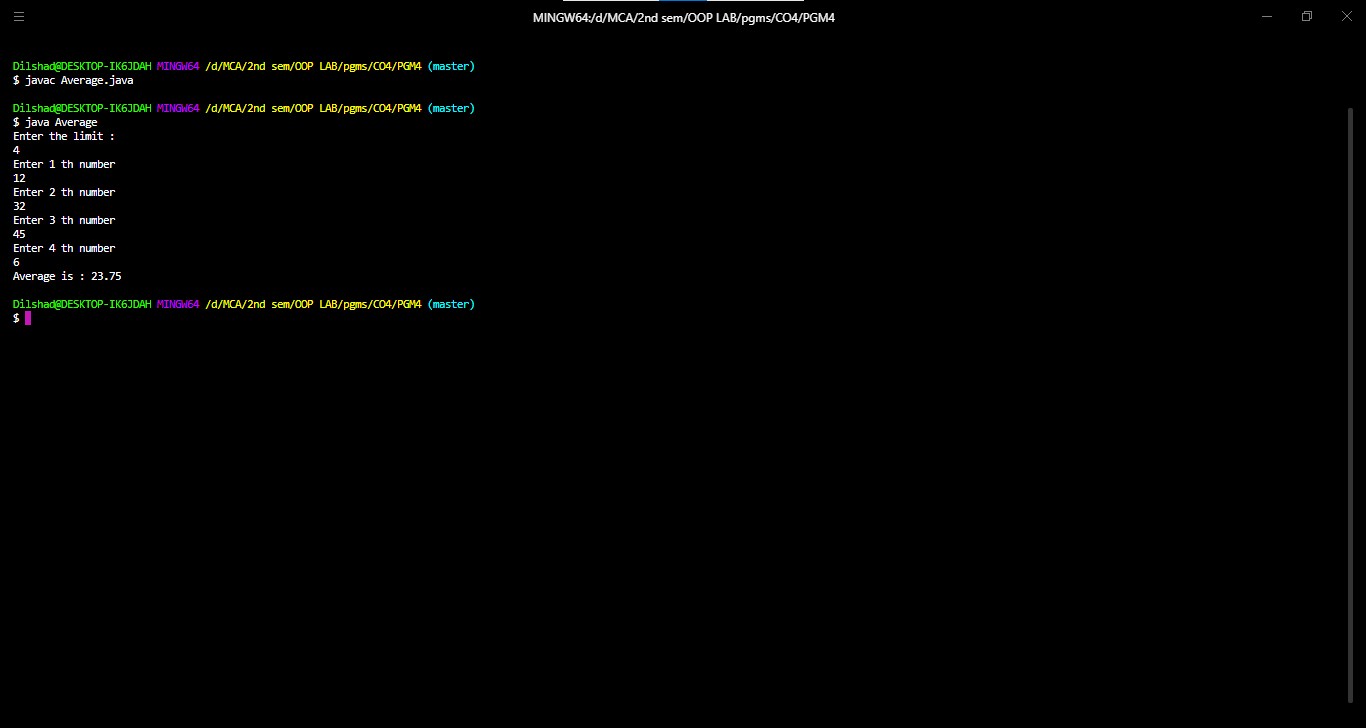 MINGW64:/d/MCA/2nd sem/OOP LAB/pgms/CO4/PGM4
Dilshad@DESKTOP-IK6JDAH MINGW64 /d/MCA/2nd sem/OOP LAB/pgms/CO4/PGM4 (master)
$ javac Average.java
Dilshad@DESKTOP-IK6JDAH MINGW64 /d/MCA/2nd sem/OOP LAB/pgms/CO4/PGM4 (master)
$ java Average
Enter the limit :
4
Enter 1 th number
12
Enter 2 th number
32
Enter 3 th number
45
Enter 4 th number
6
Average is : 23.75
Dilshad@DESKTOP-IK6JDAH MINGW64 /d/MCA/2nd sem/OOP LAB/pgms/CO4/PGM4 (master)
$